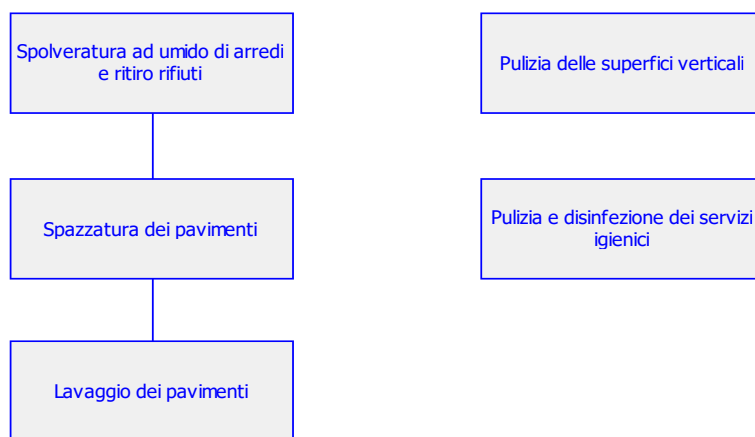 Spolveratura ad umido di arredi
e ritiro rifiuti
Spazzatura dei pavimenti
Lavaggio dei pavimenti
Pulizia delle superfici verticali
Pulizia e disinfezione dei servizi
igienici